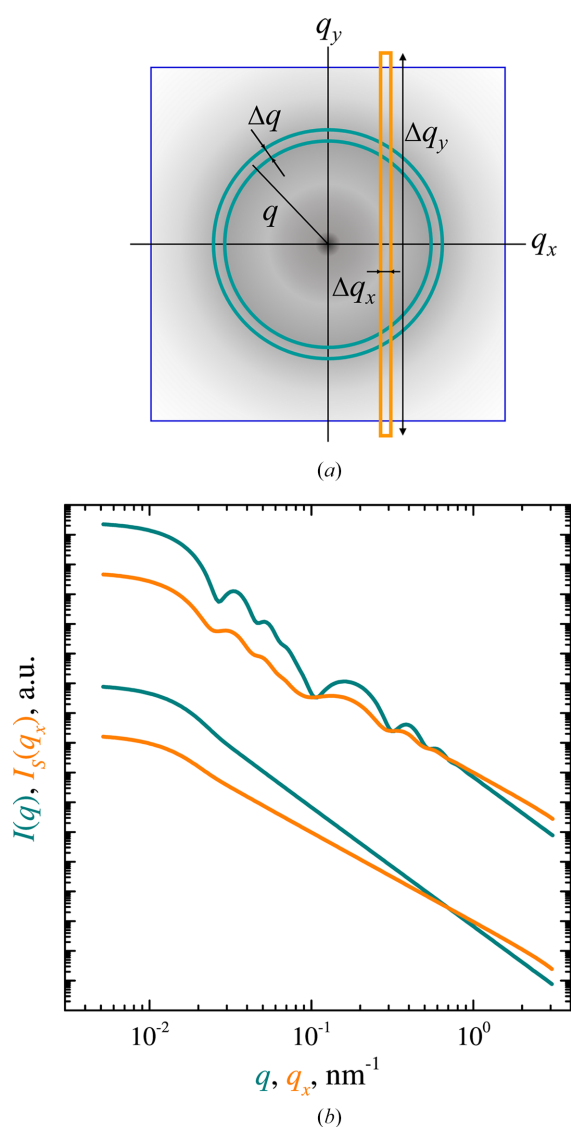 q_y
Δq
Δq_y
q
q_x
Δq_x
(a)
I(q), I_S(q_x), a.u.
10^-2 10^-1 10^0
q, q_x, nm^-1
(b)